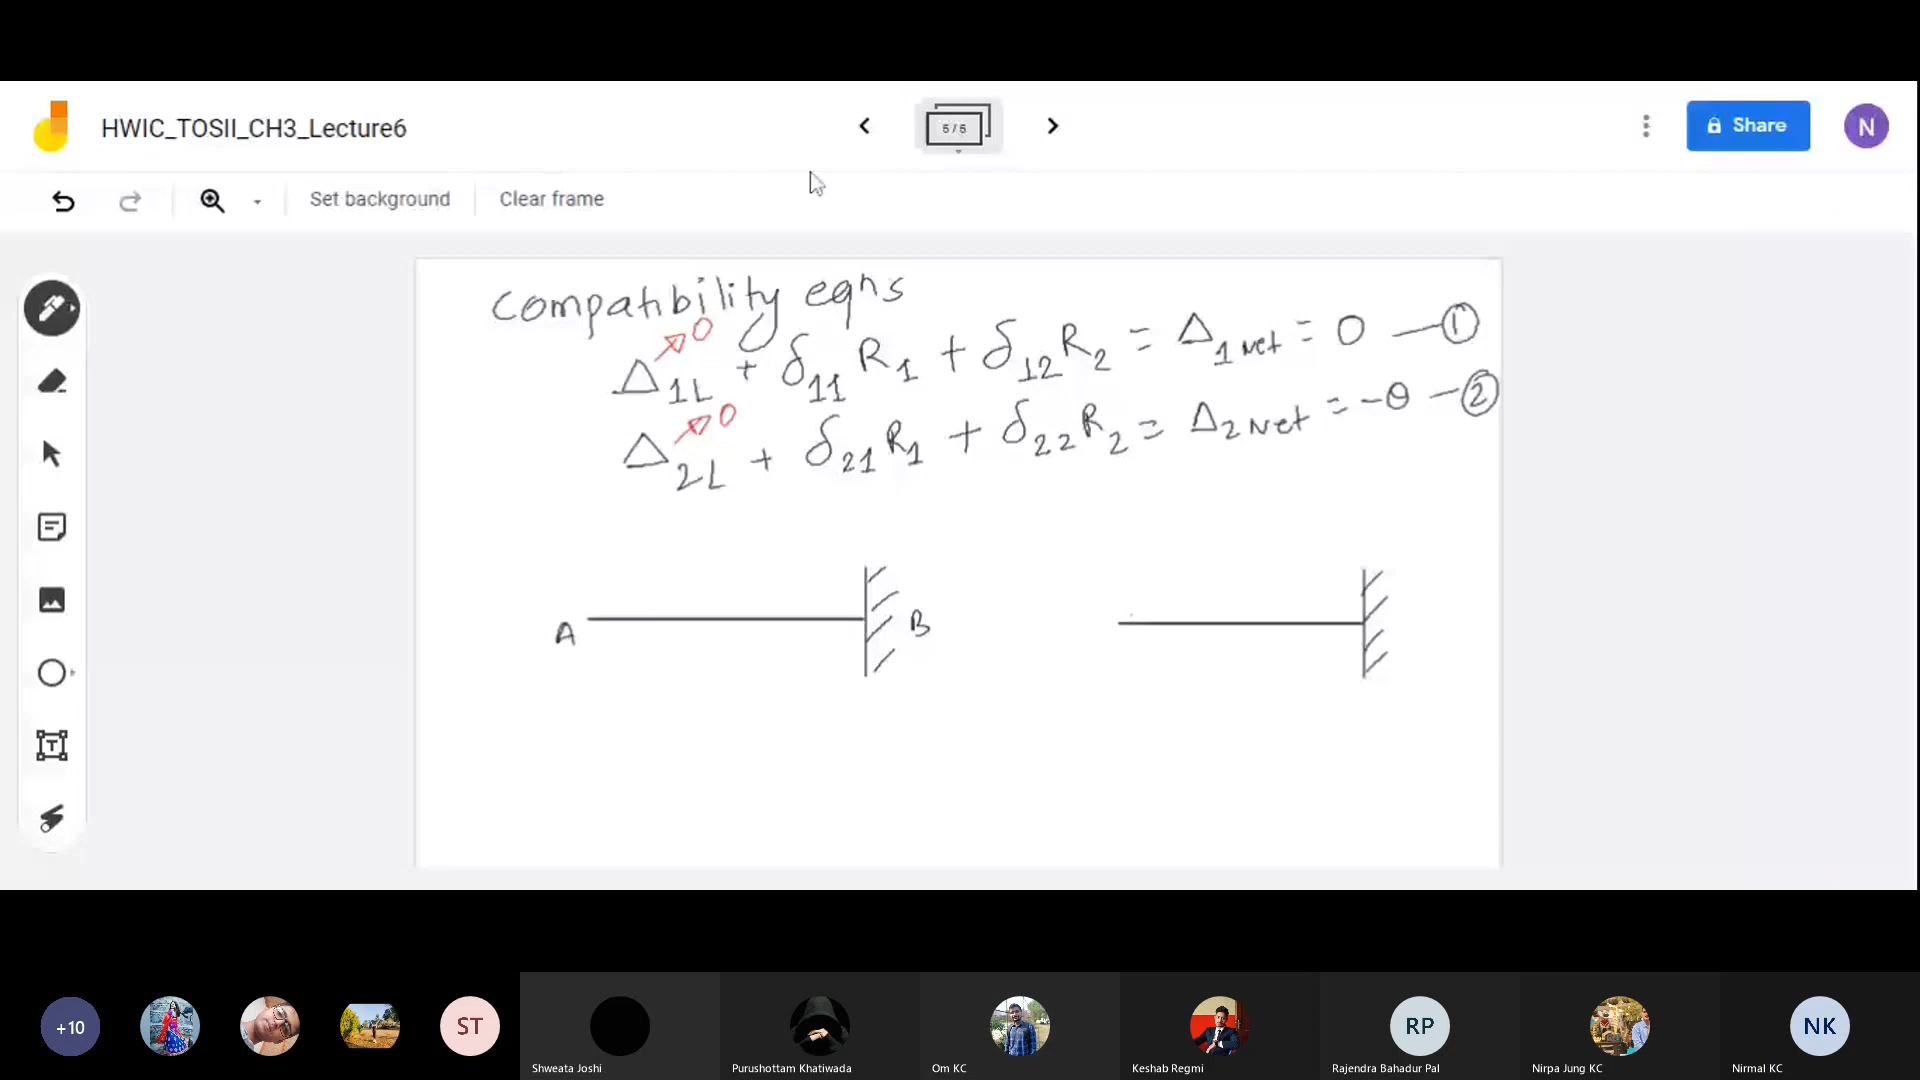 HWIC_TOSII_CH3_Lecture6
5 / 5
Share
N
Set background
Clear frame
compatibility eqns
Δ1L ↗0 + δ11 R1 + δ12 R2 = Δ1 Net = 0 — ①
Δ2L ↗0 + δ21 R1 + δ22 R2 = Δ2 Net = -θ — ②
A
B
T
+10
ST
RP
NK
Shweata Joshi
Purushottam Khatiwada
Om KC
Keshab Regmi
Rajendra Bahadur Pal
Nirpa Jung KC
Nirmal KC